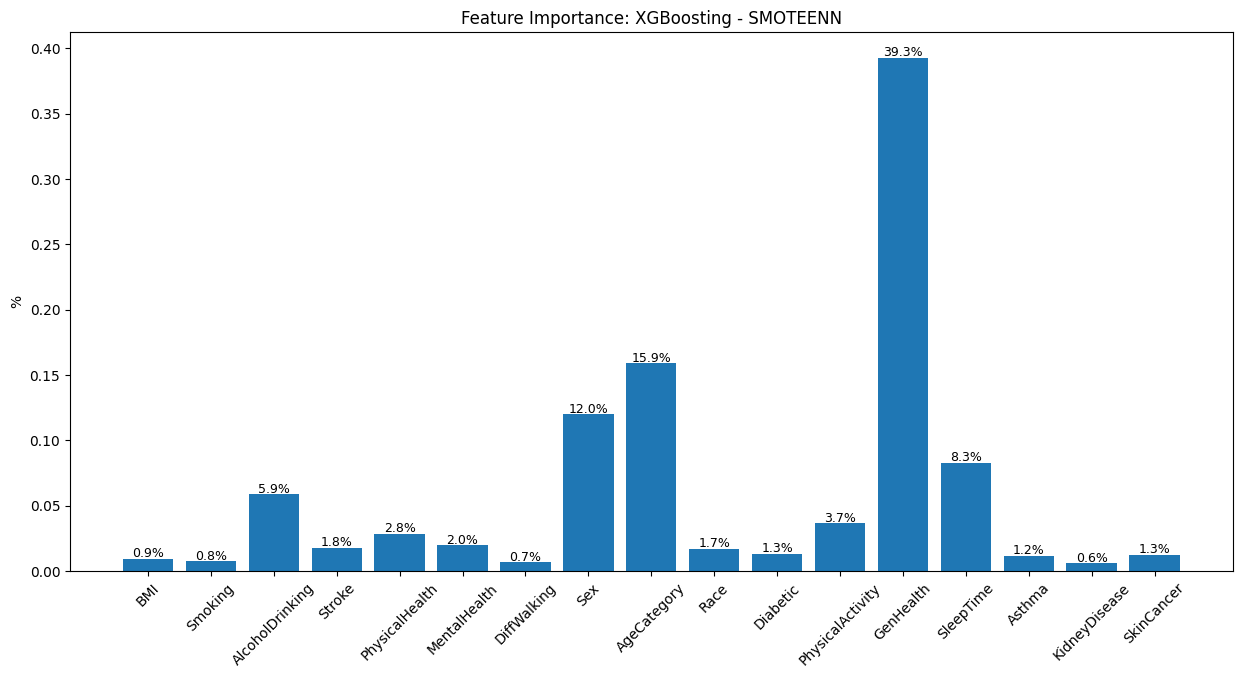 Feature Importance: XGBoosting - SMOTEENN
%
0.40
0.35
0.30
0.25
0.20
0.15
0.10
0.05
0.00
0.9%
0.8%
5.9%
1.8%
2.8%
2.0%
0.7%
12.0%
15.9%
1.7%
1.3%
3.7%
39.3%
8.3%
1.2%
0.6%
1.3%
BMI
Smoking
AlcoholDrinking
Stroke
PhysicalHealth
MentalHealth
DiffWalking
Sex
AgeCategory
Race
Diabetic
PhysicalActivity
GenHealth
SleepTime
Asthma
KidneyDisease
SkinCancer